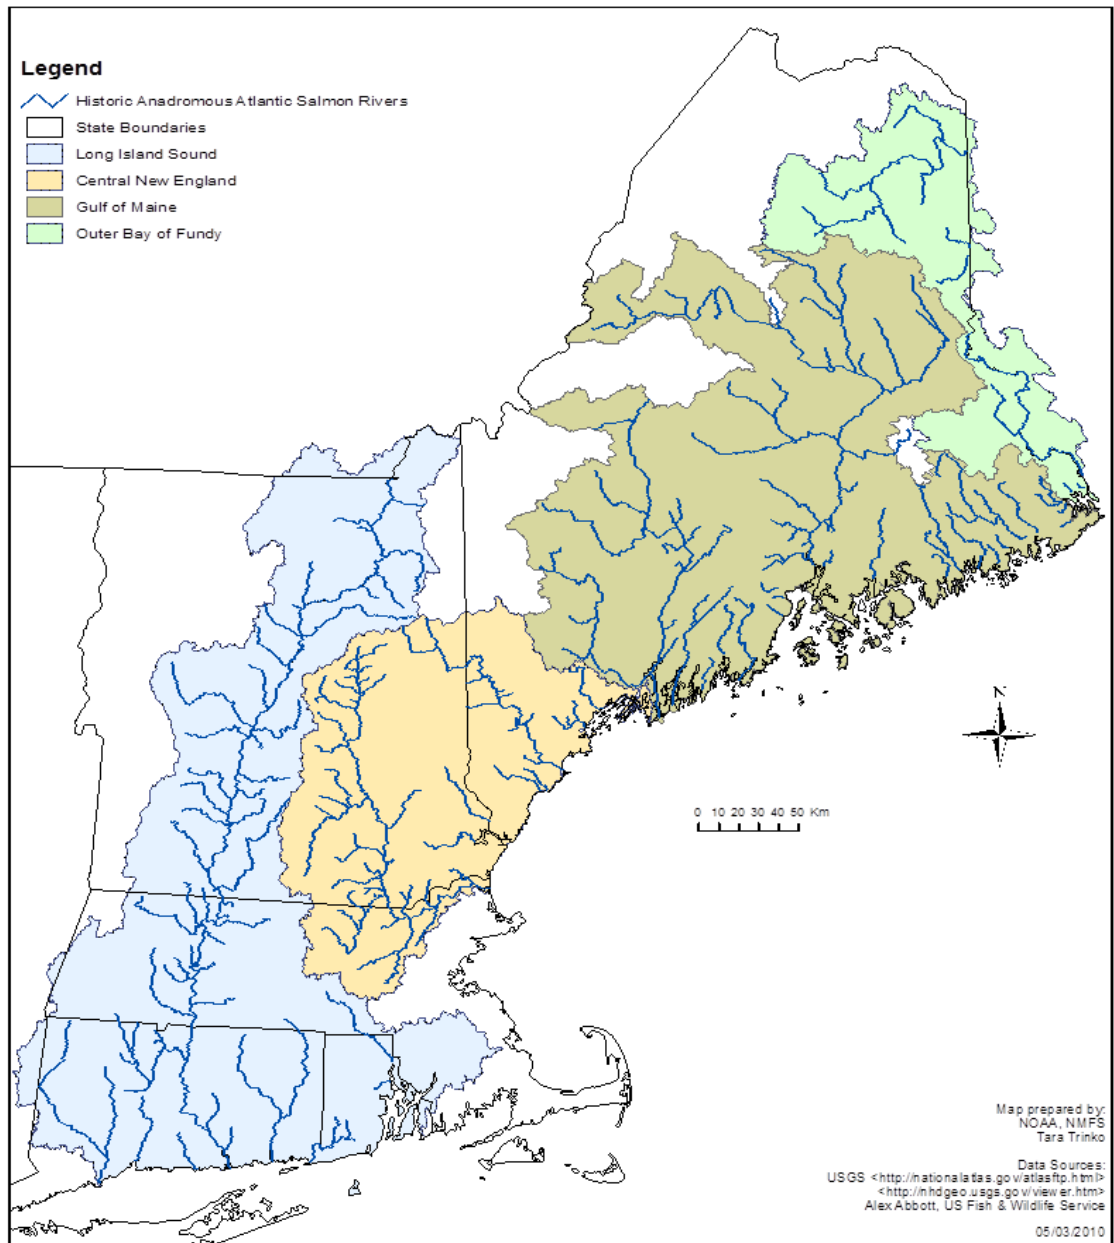 Legend
Historic Anadromous Atlantic Salmon Rivers
State Boundaries
Long Island Sound
Central New England
Gulf of Maine
Outer Bay of Fundy
N
0 10 20 30 40 50 Km
Map prepared by:
NOAA, NMFS
Tara Trinko
Data Sources:
USGS <http://nationalatlas.gov/atlasftp.html>
<http://nhdgeo.usgs.gov/viewer.htm>
Alex Abbott, US Fish & Wildlife Service
05/03/2010